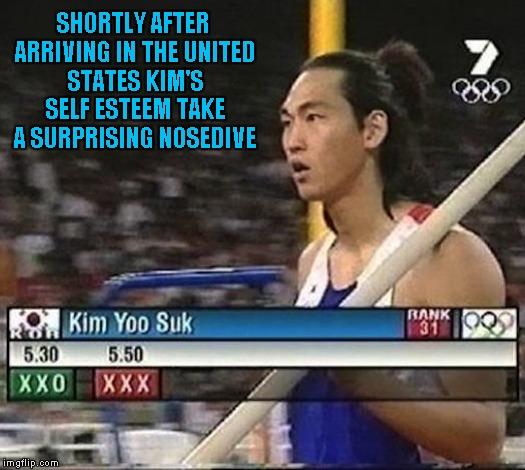 SHORTLY AFTER
ARRIVING IN THE UNITED
STATES KIM'S
SELF ESTEEM TAKE
A SURPRISING NOSEDIVE
7
KOR Kim Yoo Suk RANK 31
5.30 5.50
XXO XXX
imgflip.com